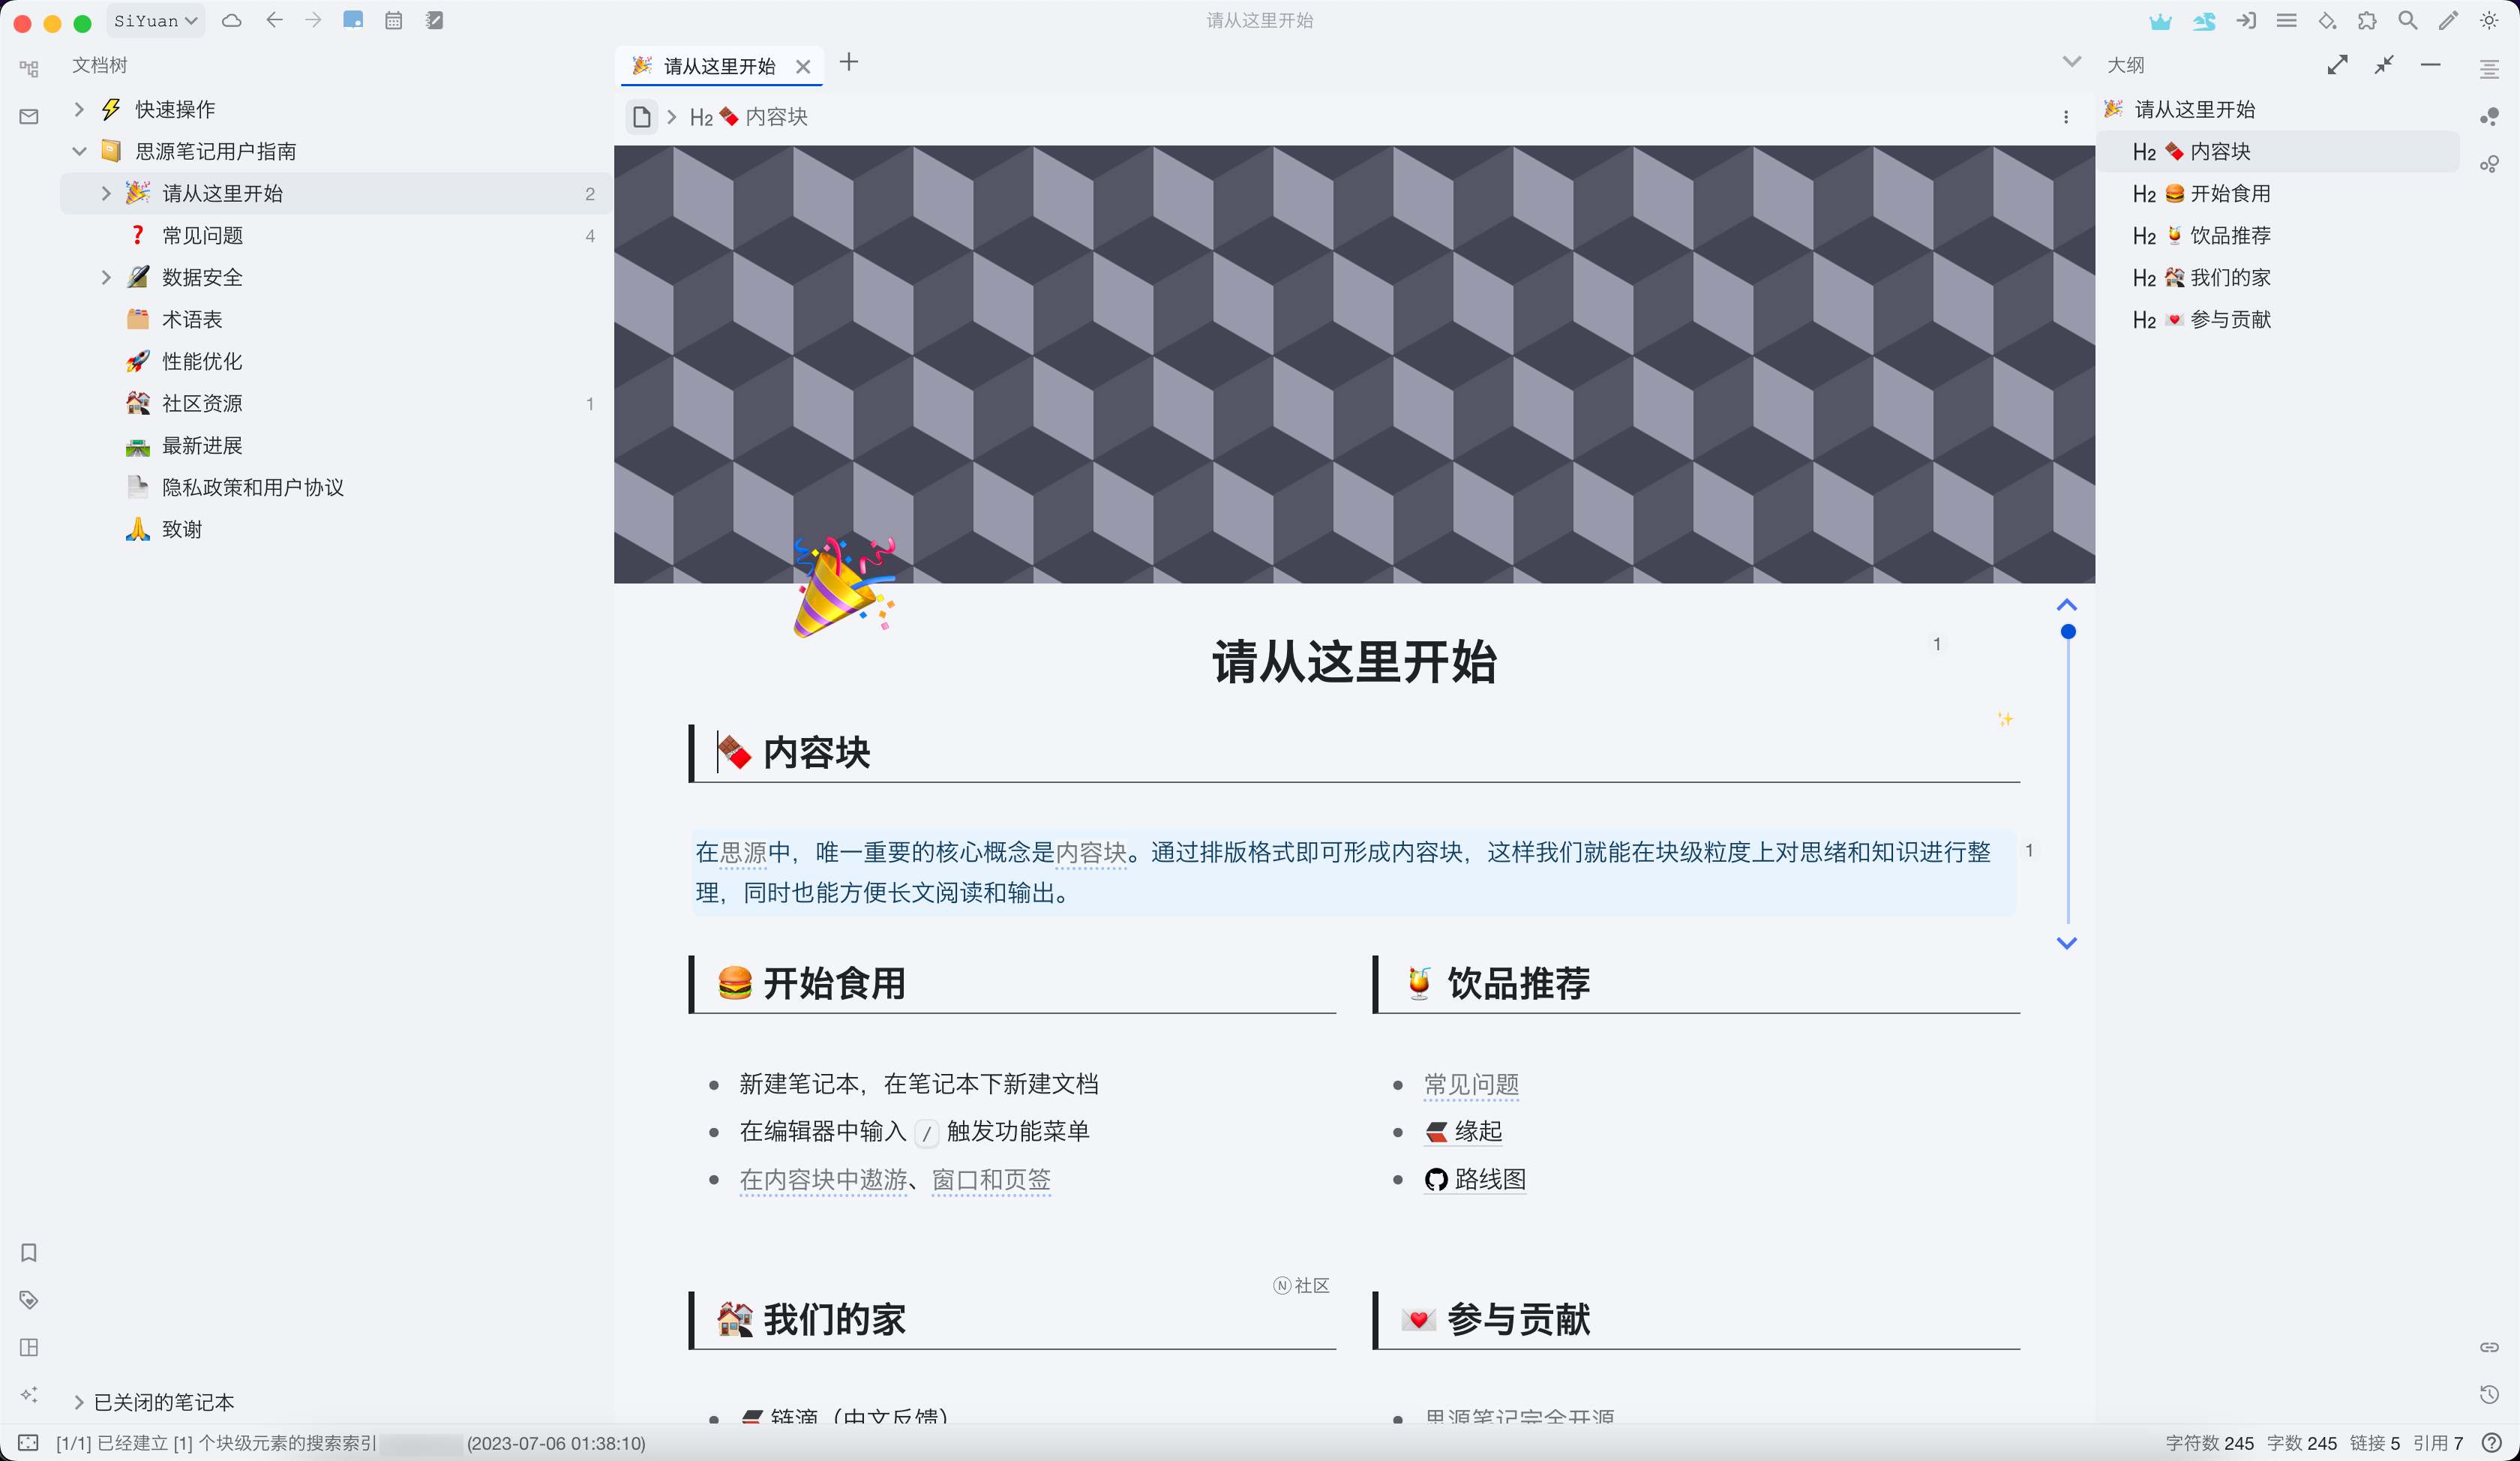 SiYuan
请从这里开始
文档树
快速操作
思源笔记用户指南
请从这里开始 2
常见问题 4
数据安全
术语表
性能优化
社区资源 1
最新进展
隐私政策和用户协议
致谢
已关闭的笔记本
请从这里开始
H2 内容块
请从这里开始
1
内容块
在思源中，唯一重要的核心概念是内容块。通过排版格式即可形成内容块，这样我们就能在块级粒度上对思绪和知识进行整
理，同时也能方便长文阅读和输出。
1
开始食用
新建笔记本，在笔记本下新建文档
在编辑器中输入 / 触发功能菜单
在内容块中遨游、窗口和页签
饮品推荐
常见问题
缘起
路线图
N 社区
我们的家
链滴（中文反馈）
参与贡献
思源笔记完全开源
大纲
请从这里开始
H2 内容块
H2 开始食用
H2 饮品推荐
H2 我们的家
H2 参与贡献
[1/1] 已经建立 [1] 个块级元素的搜索索引 (2023-07-06 01:38:10)
字符数 245 字数 245 链接 5 引用 7